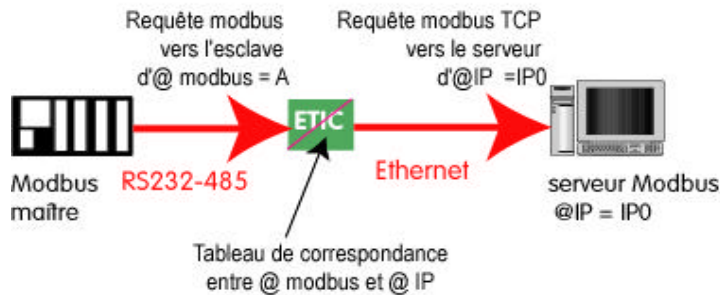 Requête modbus
vers l'esclave
d'@ modbus = A
Requête modbus TCP
vers le serveur
d'@IP =IP0
ETIC
Modbus
maître
RS232-485
Ethernet
serveur Modbus
@IP = IP0
Tableau de correspondance
entre @ modbus et @ IP